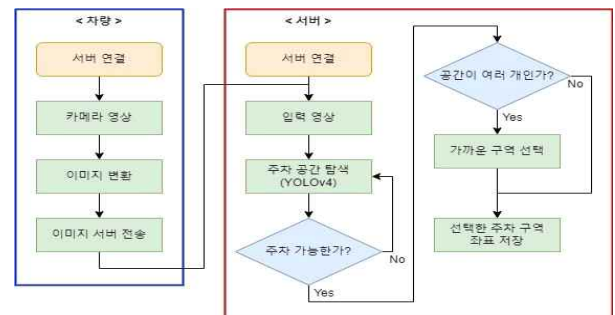 < 차량 >
서버 연결
카메라 영상
이미지 변환
이미지 서버 전송
< 서버 >
서버 연결
입력 영상
주차 공간 탐색
(YOLOv4)
주차 가능한가?
No
Yes
공간이 여러 개인가?
No
Yes
가까운 구역 선택
선택한 주차 구역
좌표 저장